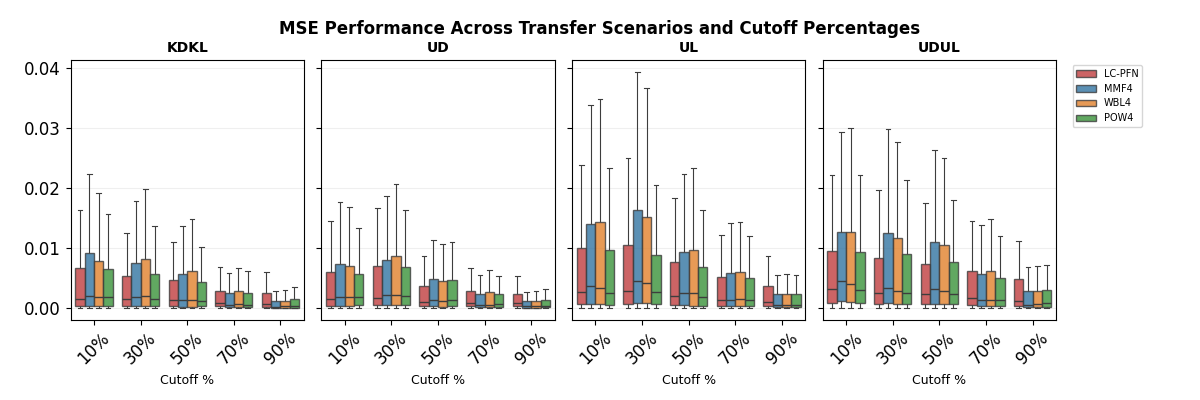 MSE Performance Across Transfer Scenarios and Cutoff Percentages
KDKL
UD
UL
UDUL
0.04
0.03
0.02
0.01
0.00
10% 30% 50% 70% 90%
10% 30% 50% 70% 90%
10% 30% 50% 70% 90%
10% 30% 50% 70% 90%
Cutoff %
Cutoff %
Cutoff %
Cutoff %
LC-PFN
MMF4
WBL4
POW4